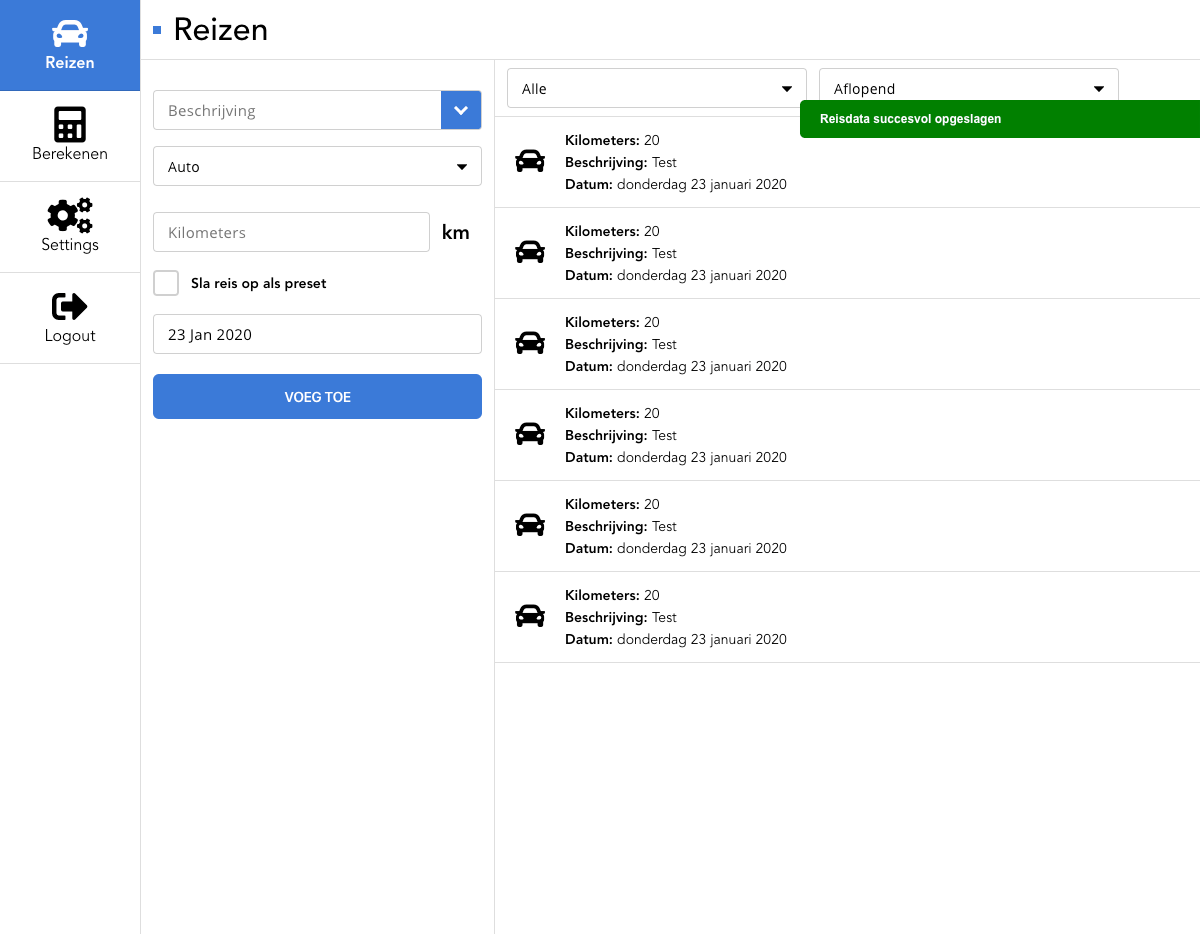 Reizen
Berekenen
Settings
Logout
Reizen
Beschrijving
Auto
Kilometers
km
Sla reis op als preset
23 Jan 2020
VOEG TOE
Alle
Aflopend
Reisdata succesvol opgeslagen
Kilometers: 20
Beschrijving: Test
Datum: donderdag 23 januari 2020
Kilometers: 20
Beschrijving: Test
Datum: donderdag 23 januari 2020
Kilometers: 20
Beschrijving: Test
Datum: donderdag 23 januari 2020
Kilometers: 20
Beschrijving: Test
Datum: donderdag 23 januari 2020
Kilometers: 20
Beschrijving: Test
Datum: donderdag 23 januari 2020
Kilometers: 20
Beschrijving: Test
Datum: donderdag 23 januari 2020